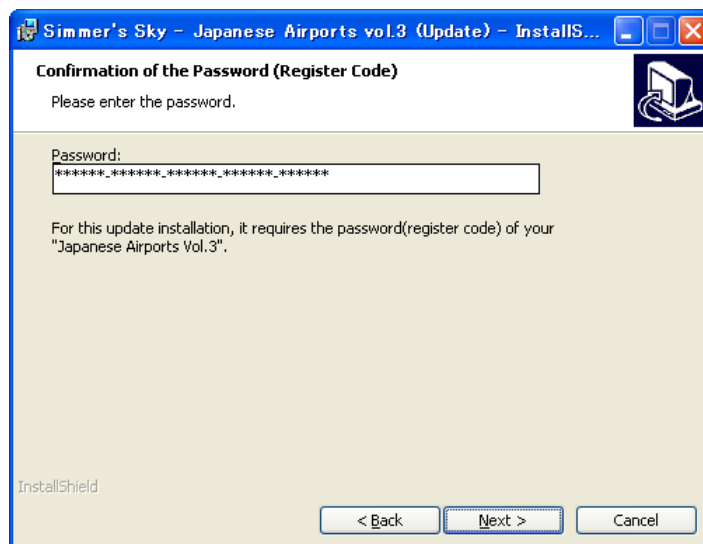 Simmer's Sky - Japanese Airports vol.3 (Update) - InstallS...
Confirmation of the Password (Register Code)
Please enter the password.
Password:
******-******-******-******-******
For this update installation, it requires the password(register code) of your
"Japanese Airports Vol.3".
InstallShield
< Back
Next >
Cancel